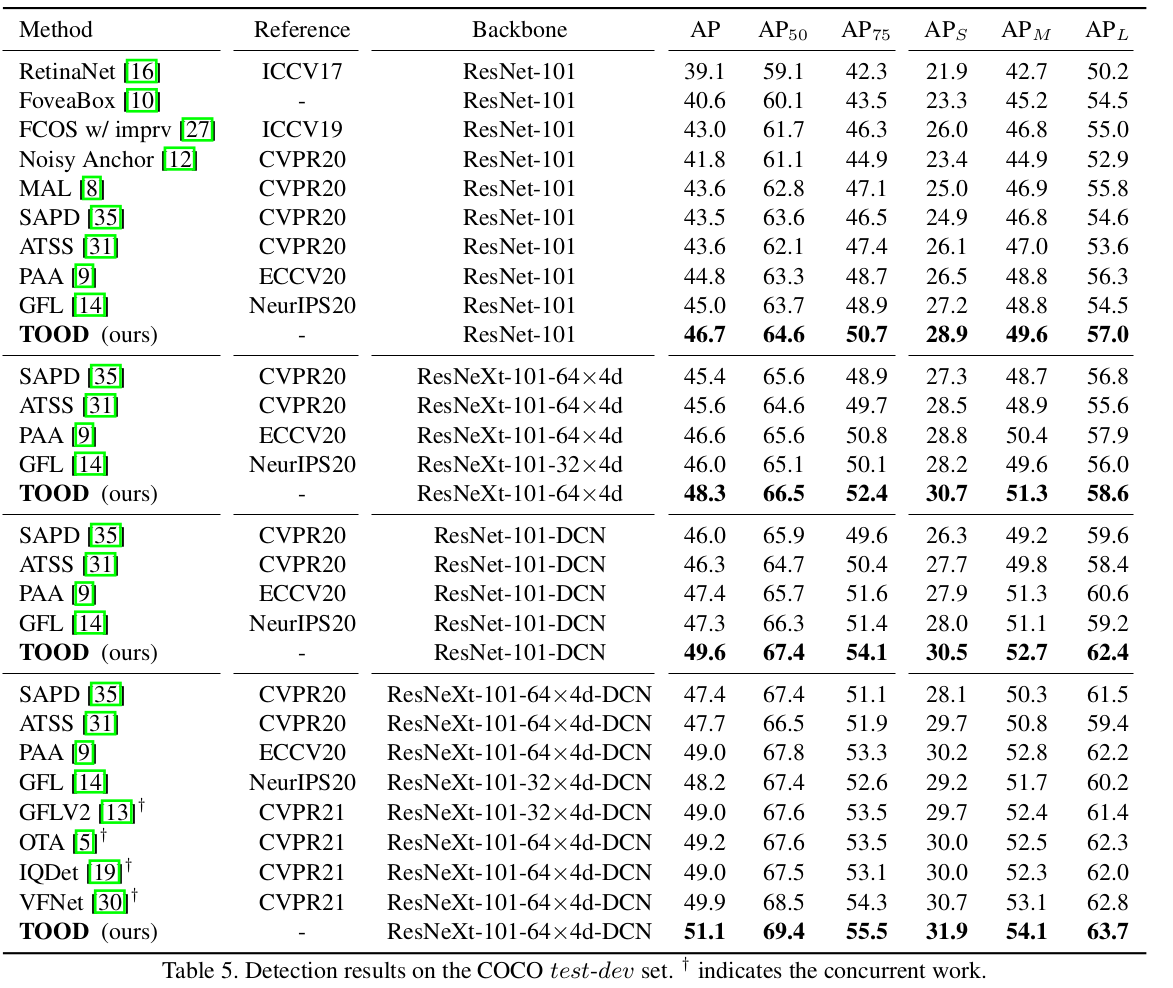 Method Reference Backbone AP AP50 AP75 APS APM APL
RetinaNet [16] ICCV17 ResNet-101 39.1 59.1 42.3 21.9 42.7 50.2
FoveaBox [10] - ResNet-101 40.6 60.1 43.5 23.3 45.2 54.5
FCOS w/ imprv [27] ICCV19 ResNet-101 43.0 61.7 46.3 26.0 46.8 55.0
Noisy Anchor [12] CVPR20 ResNet-101 41.8 61.1 44.9 23.4 44.9 52.9
MAL [8] CVPR20 ResNet-101 43.6 62.8 47.1 25.0 46.9 55.8
SAPD [35] CVPR20 ResNet-101 43.5 63.6 46.5 24.9 46.8 54.6
ATSS [31] CVPR20 ResNet-101 43.6 62.1 47.4 26.1 47.0 53.6
PAA [9] ECCV20 ResNet-101 44.8 63.3 48.7 26.5 48.8 56.3
GFL [14] NeurIPS20 ResNet-101 45.0 63.7 48.9 27.2 48.8 54.5
TOOD (ours) - ResNet-101 46.7 64.6 50.7 28.9 49.6 57.0
SAPD [35] CVPR20 ResNeXt-101-64×4d 45.4 65.6 48.9 27.3 48.7 56.8
ATSS [31] CVPR20 ResNeXt-101-64×4d 45.6 64.6 49.7 28.5 48.9 55.6
PAA [9] ECCV20 ResNeXt-101-64×4d 46.6 65.6 50.8 28.8 50.4 57.9
GFL [14] NeurIPS20 ResNeXt-101-32×4d 46.0 65.1 50.1 28.2 49.6 56.0
TOOD (ours) - ResNeXt-101-64×4d 48.3 66.5 52.4 30.7 51.3 58.6
SAPD [35] CVPR20 ResNet-101-DCN 46.0 65.9 49.6 26.3 49.2 59.6
ATSS [31] CVPR20 ResNet-101-DCN 46.3 64.7 50.4 27.7 49.8 58.4
PAA [9] ECCV20 ResNet-101-DCN 47.4 65.7 51.6 27.9 51.3 60.6
GFL [14] NeurIPS20 ResNet-101-DCN 47.3 66.3 51.4 28.0 51.1 59.2
TOOD (ours) - ResNet-101-DCN 49.6 67.4 54.1 30.5 52.7 62.4
SAPD [35] CVPR20 ResNeXt-101-64×4d-DCN 47.4 67.4 51.1 28.1 50.3 61.5
ATSS [31] CVPR20 ResNeXt-101-64×4d-DCN 47.7 66.5 51.9 29.7 50.8 59.4
PAA [9] ECCV20 ResNeXt-101-64×4d-DCN 49.0 67.8 53.3 30.2 52.8 62.2
GFL [14] NeurIPS20 ResNeXt-101-32×4d-DCN 48.2 67.4 52.6 29.2 51.7 60.2
GFLV2 [13]† CVPR21 ResNeXt-101-32×4d-DCN 49.0 67.6 53.5 29.7 52.4 61.4
OTA [5]† CVPR21 ResNeXt-101-64×4d-DCN 49.2 67.6 53.5 30.0 52.5 62.3
IQDet [19]† CVPR21 ResNeXt-101-64×4d-DCN 49.0 67.5 53.1 30.0 52.3 62.0
VFNet [30]† CVPR21 ResNeXt-101-64×4d-DCN 49.9 68.5 54.3 30.7 53.1 62.8
TOOD (ours) - ResNeXt-101-64×4d-DCN 51.1 69.4 55.5 31.9 54.1 63.7
Table 5. Detection results on the COCO test-dev set. † indicates the concurrent work.